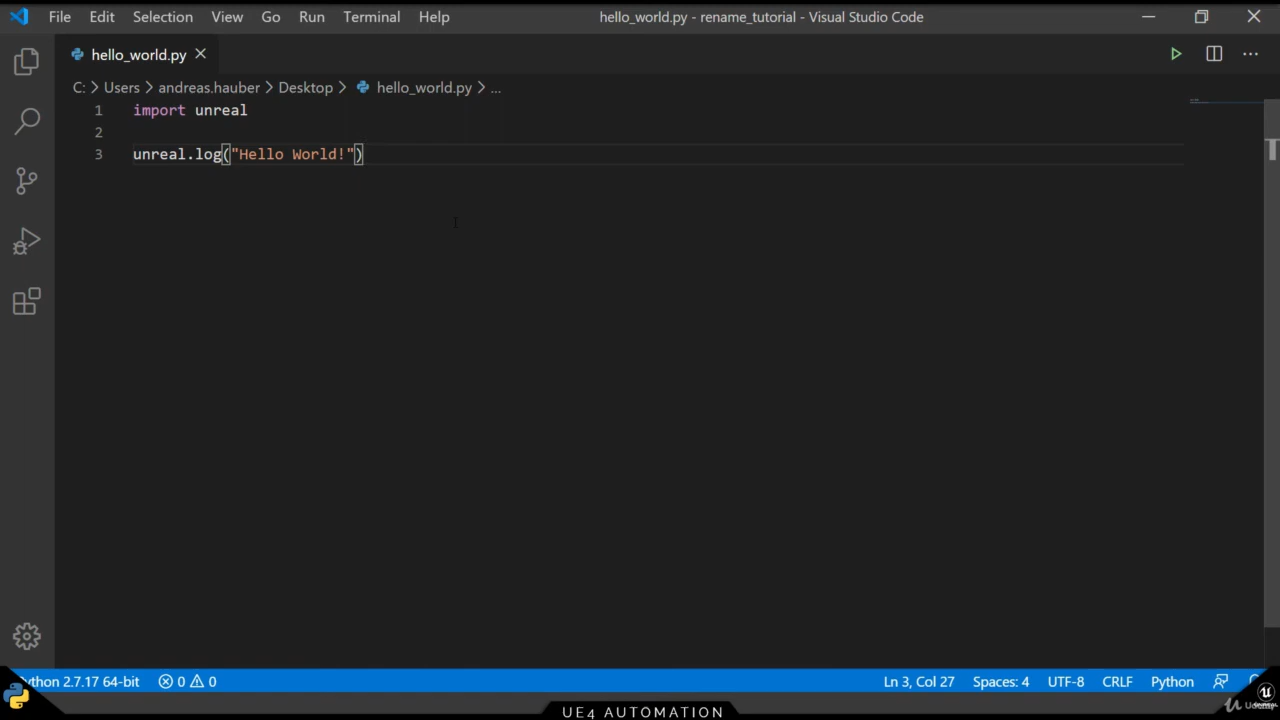 File Edit Selection View Go Run Terminal Help hello_world.py - rename_tutorial - Visual Studio Code
hello_world.py
C: > Users > andreas.hauber > Desktop > hello_world.py > ...
1 import unreal
2
3 unreal.log("Hello World!")
ython 2.7.17 64-bit 0 0 Ln 3, Col 27 Spaces: 4 UTF-8 CRLF Python
UE4 AUTOMATION